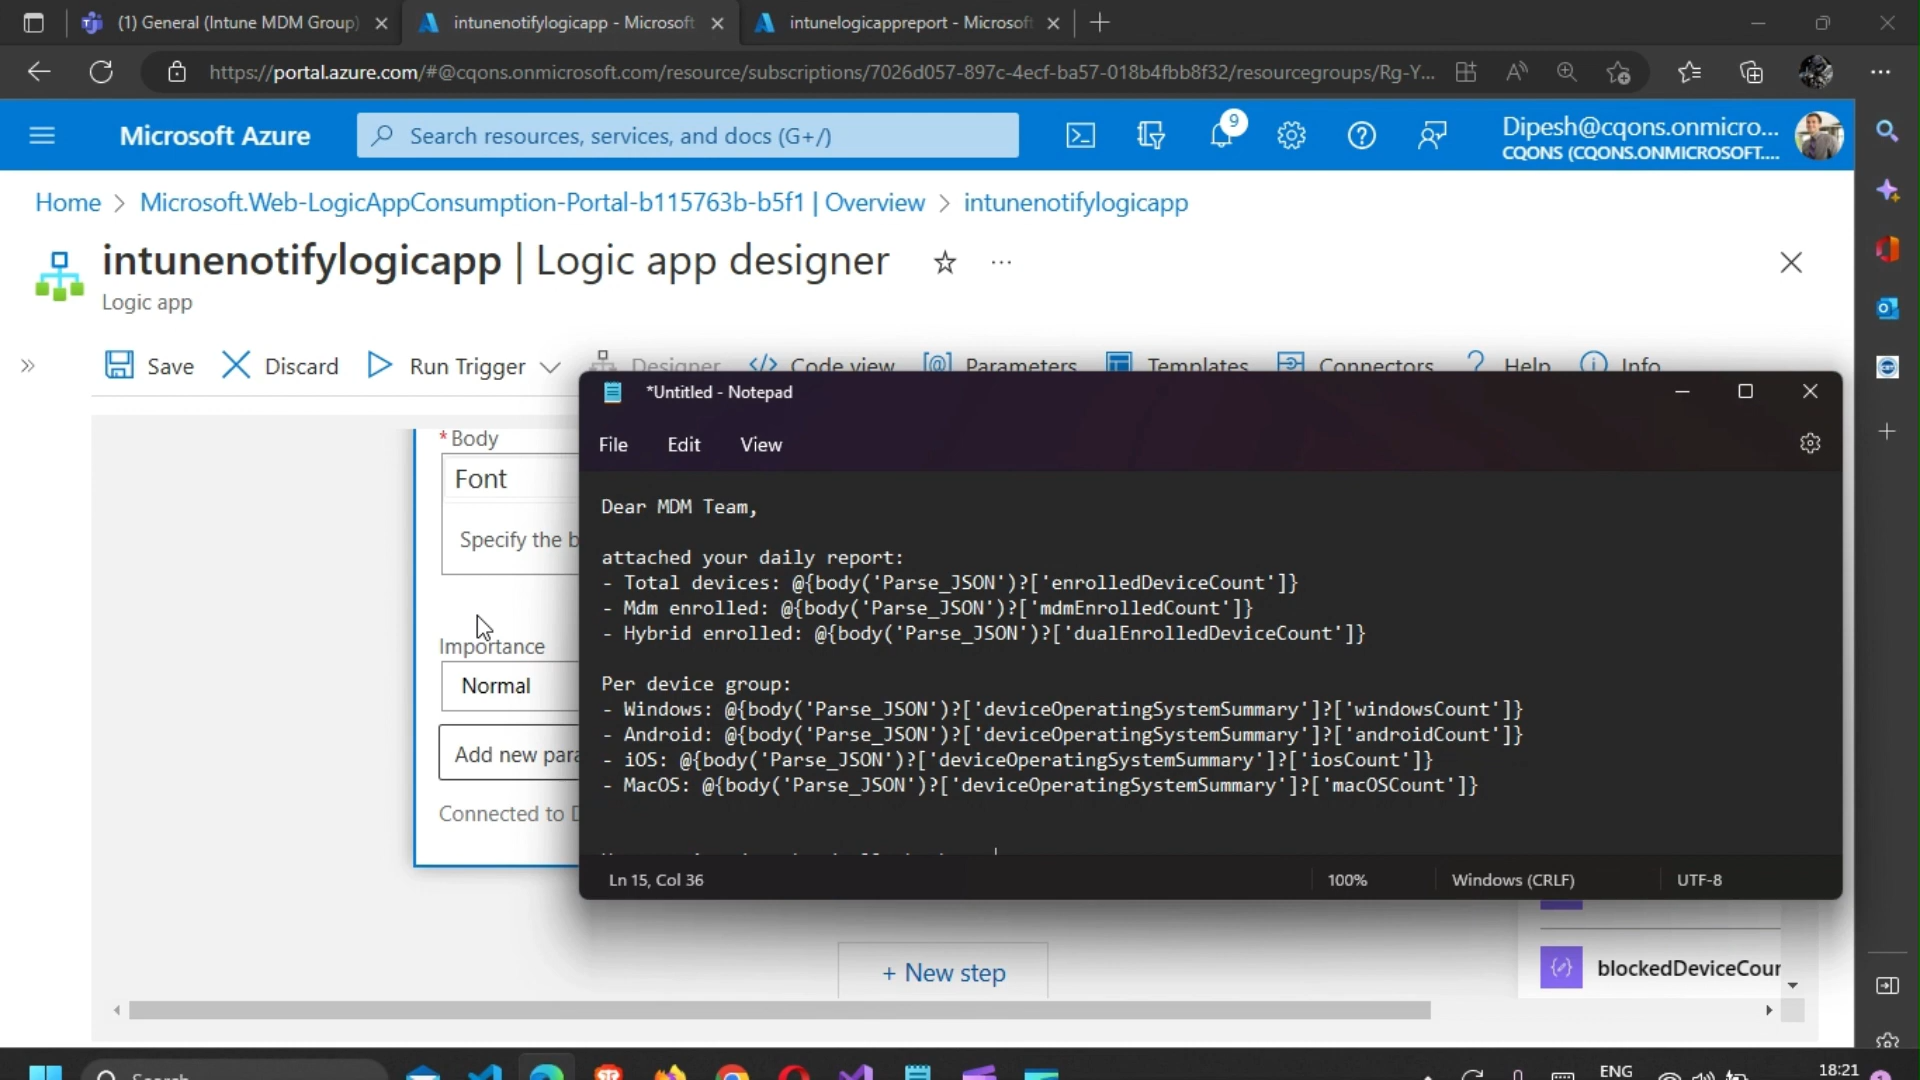 (1) General (Intune MDM Group)
intunenotifylogicapp - Microsoft
intunelogicappreport - Microsoft
https://portal.azure.com/#@cqons.onmicrosoft.com/resource/subscriptions/7026d057-897c-4ecf-ba57-018b4fbb8f32/resourcegroups/Rg-Y...
Microsoft Azure
Search resources, services, and docs (G+/)
9
Dipesh@cqons.onmicro...
CQONS (CQONS.ONMICROSOFT....
Home > Microsoft.Web-LogicAppConsumption-Portal-b115763b-b5f1 | Overview > intunenotifylogicapp
intunenotifylogicapp | Logic app designer
Logic app
Save Discard Run Trigger Designer Code view Parameters Templates Connectors Help Info
* Body
Font
Specify the b
Importance
Normal
Add new para
Connected to D
*Untitled - Notepad
File Edit View
Dear MDM Team,
attached your daily report:
- Total devices: @{body('Parse_JSON')?['enrolledDeviceCount']}
- Mdm enrolled: @{body('Parse_JSON')?['mdmEnrolledCount']}
- Hybrid enrolled: @{body('Parse_JSON')?['dualEnrolledDeviceCount']}
Per device group:
- Windows: @{body('Parse_JSON')?['deviceOperatingSystemSummary']?['windowsCount']}
- Android: @{body('Parse_JSON')?['deviceOperatingSystemSummary']?['androidCount']}
- iOS: @{body('Parse_JSON')?['deviceOperatingSystemSummary']?['iosCount']}
- MacOS: @{body('Parse_JSON')?['deviceOperatingSystemSummary']?['macOSCount']}
Ln 15, Col 36 100% Windows (CRLF) UTF-8
+ New step
blockedDeviceCour
Search
ENG
18:21